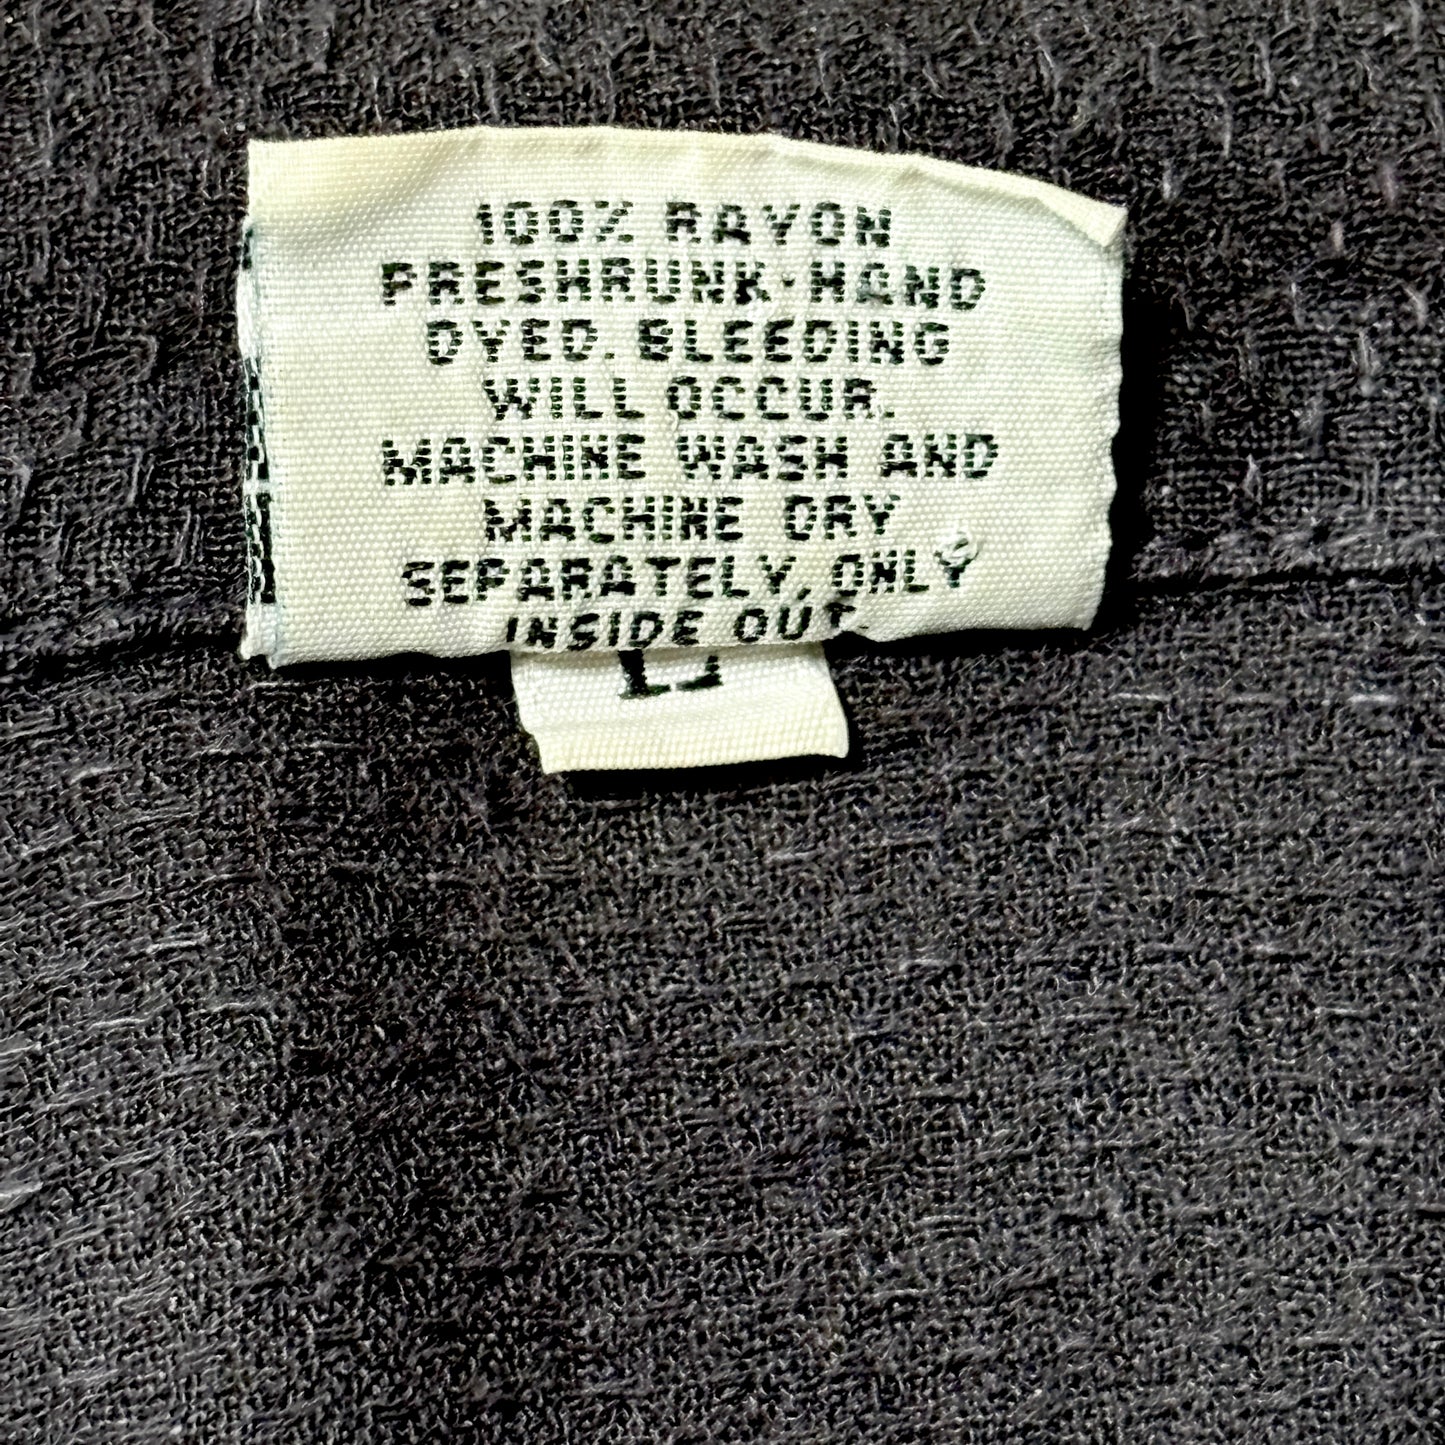 100% RAYON
PRESHRUNK·HAND
DYED. BLEEDING
WILL OCCUR.
MACHINE WASH AND
MACHINE DRY
SEPARATELY, ONLY
INSIDE OUT.